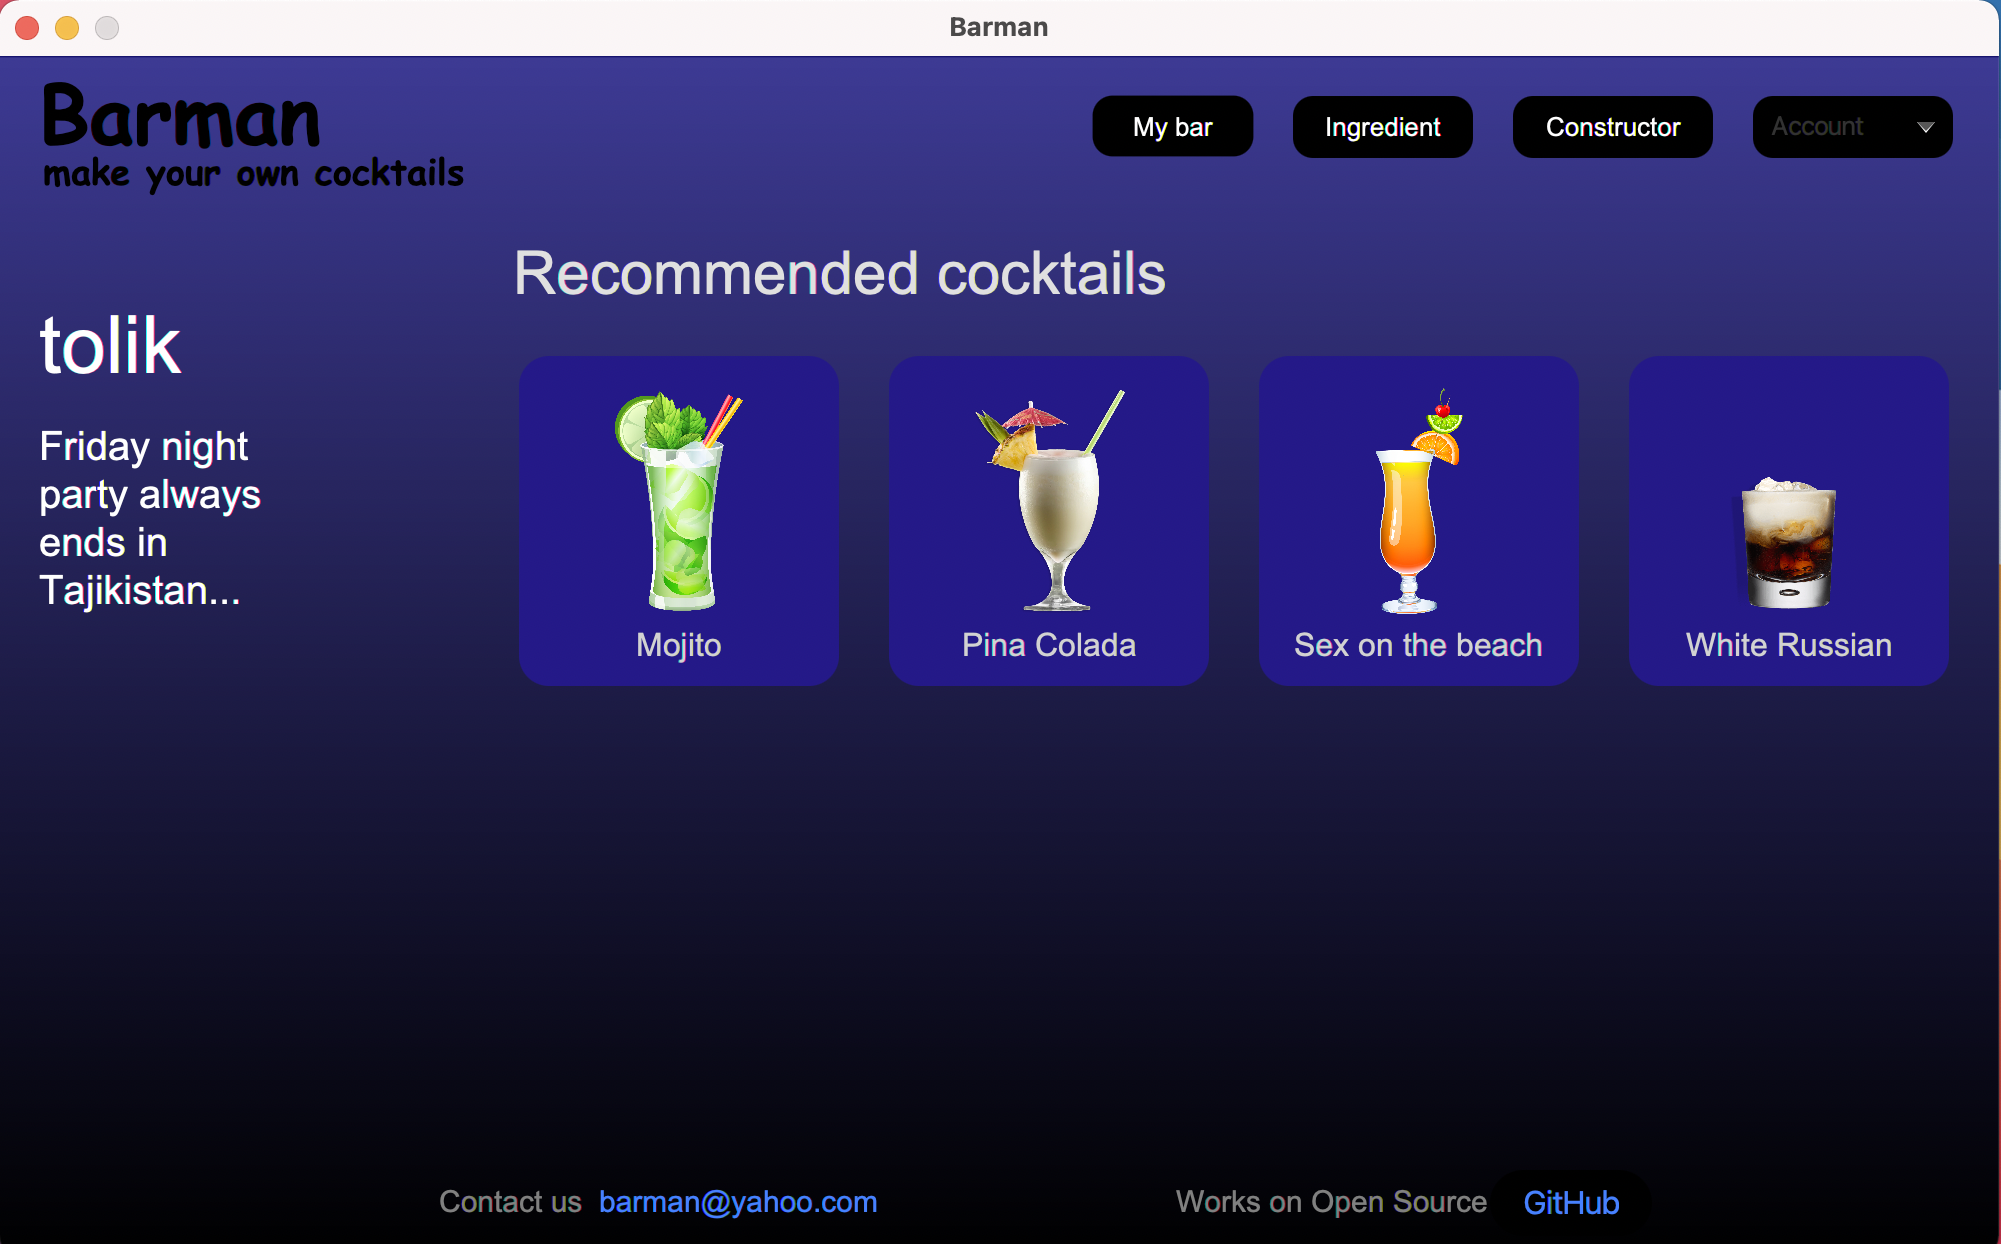 Barman
Barman
make your own cocktails
My bar
Ingredient
Constructor
Account
Recommended cocktails
tolik
Friday night
party always
ends in
Tajikistan...
Mojito
Pina Colada
Sex on the beach
White Russian
Contact us barman@yahoo.com
Works on Open Source GitHub